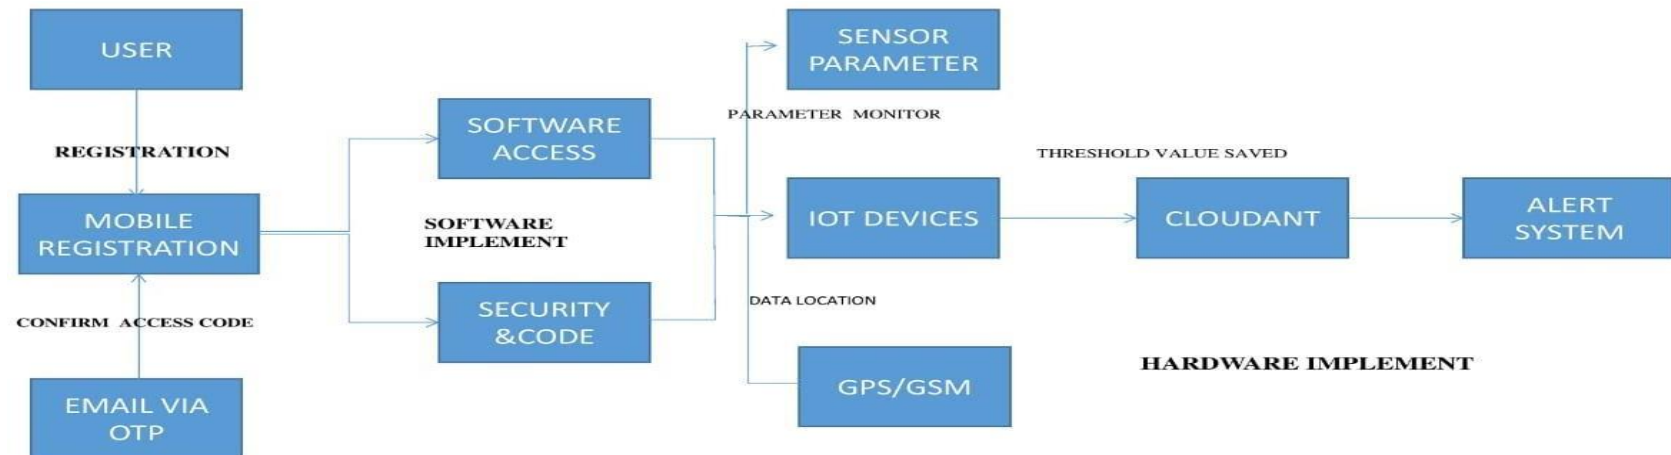 USER
REGISTRATION
MOBILE
REGISTRATION
CONFIRM ACCESS CODE
EMAIL VIA
OTP
SOFTWARE
ACCESS
SOFTWARE
IMPLEMENT
SECURITY
&CODE
SENSOR
PARAMETER
PARAMETER MONITOR
IOT DEVICES
DATA LOCATION
GPS/GSM
THRESHOLD VALUE SAVED
CLOUDANT
ALERT
SYSTEM
HARDWARE IMPLEMENT